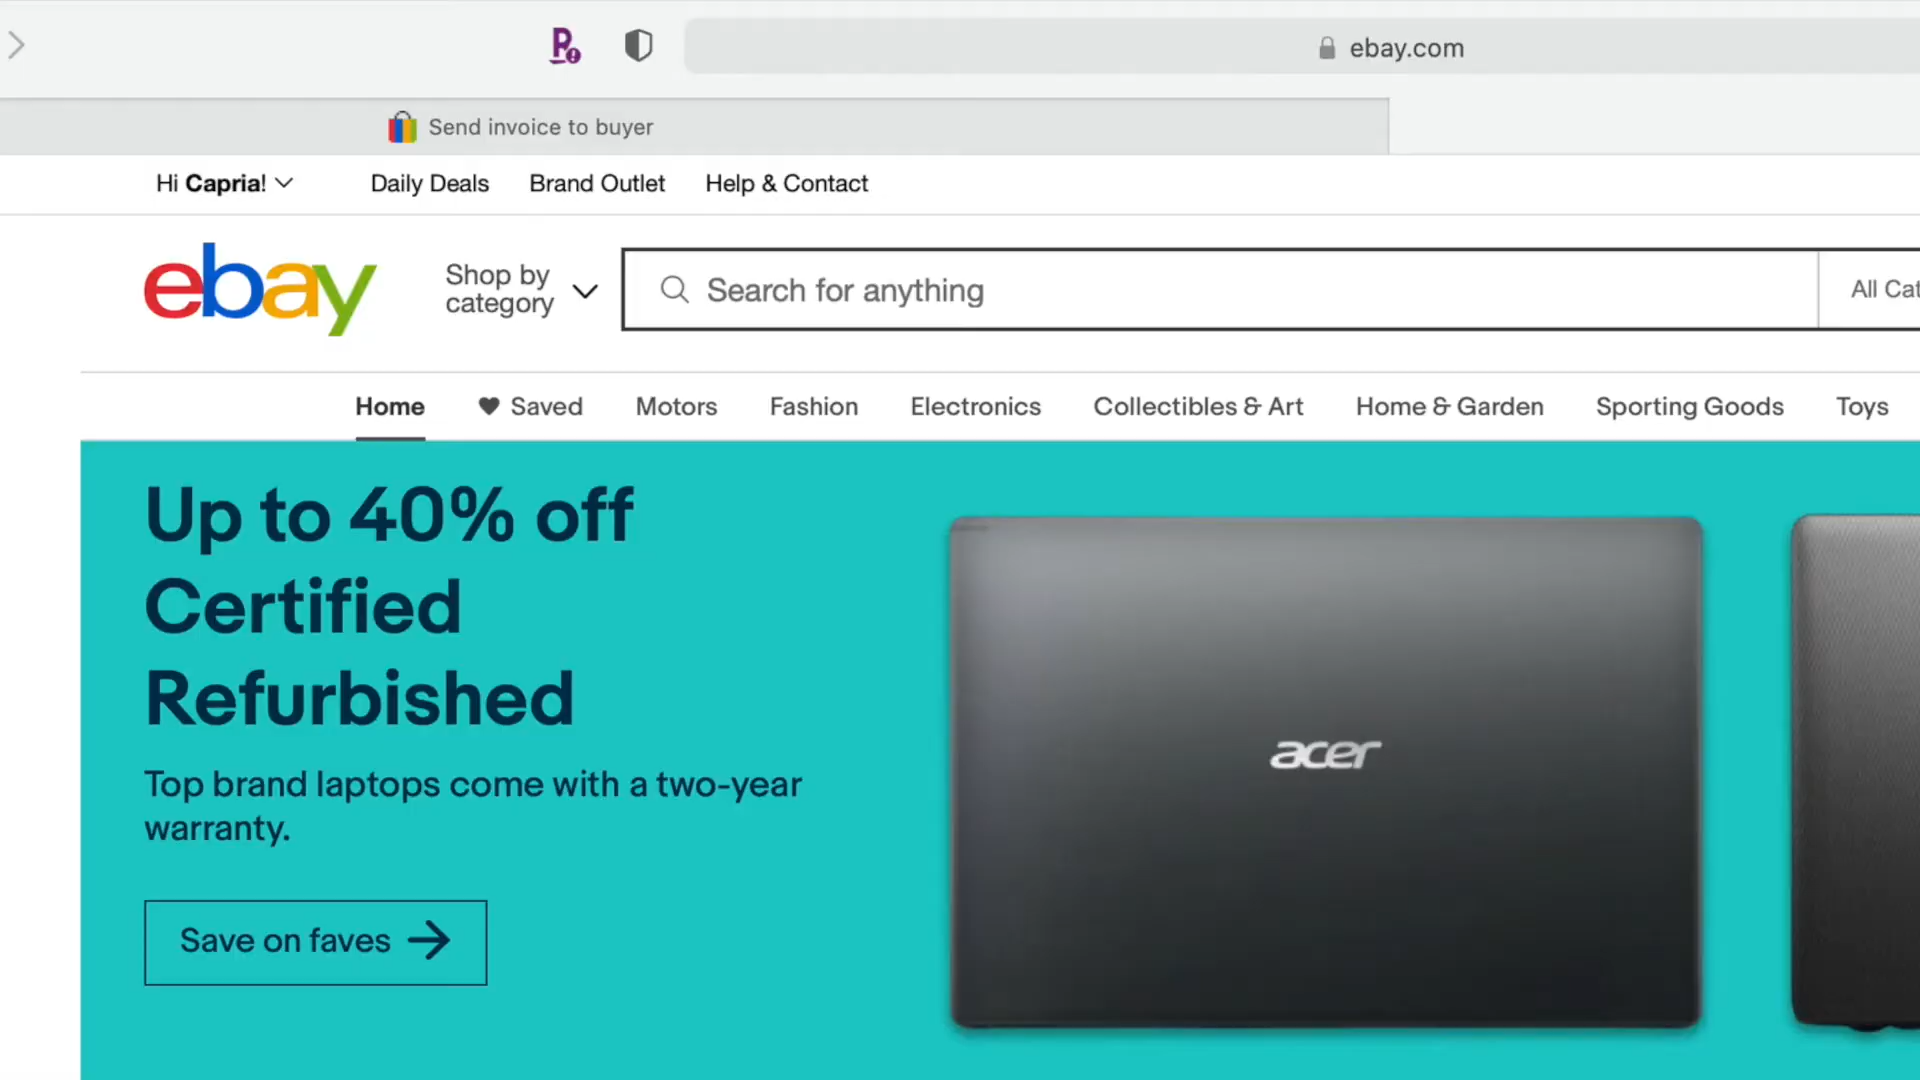 ebay.com
Send invoice to buyer
Hi Capria! Daily Deals Brand Outlet Help & Contact
ebay
Shop by
category
Search for anything
All Cat
Home Saved Motors Fashion Electronics Collectibles & Art Home & Garden Sporting Goods Toys
Up to 40% off
Certified
Refurbished
Top brand laptops come with a two-year
warranty.
Save on faves
acer